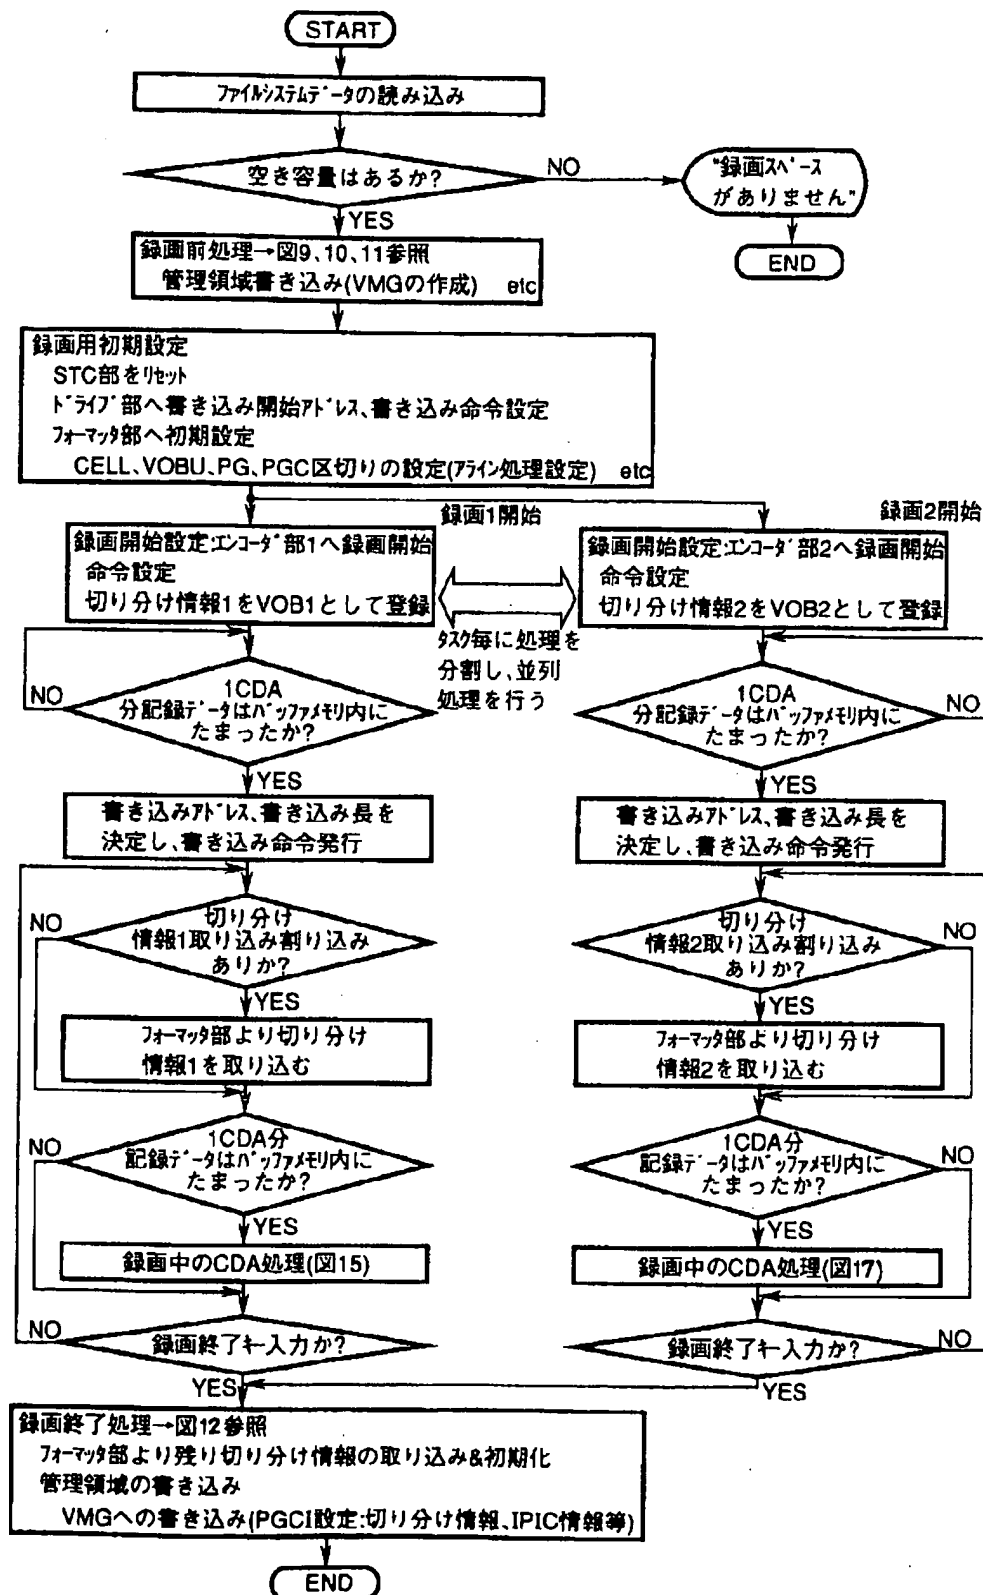 START
ファイルシステムデータの読み込み
空き容量はあるか?
NO
"録画スペース
がありません"
END
YES
録画前処理→図9、10、11参照
管理領域書き込み(VMGの作成) etc
録画用初期設定
STC部をリセット
ドライブ部へ書き込み開始アドレス、書き込み命令設定
フォーマッタ部へ初期設定
CELL、VOBU、PG、PGC区切りの設定(アライン処理設定) etc
録画1開始
録画2開始
録画開始設定:エンコーダ部1へ録画開始
命令設定
切り分け情報1をVOB1として登録
タスク毎に処理を
分割し、並列
処理を行う
録画開始設定:エンコーダ部2へ録画開始
命令設定
切り分け情報2をVOB2として登録
NO
1CDA
分記録データはバッファメモリ内に
たまったか?
YES
書き込みアドレス、書き込み長を
決定し、書き込み命令発行
NO
切り分け
情報1取り込み割り込み
ありか?
YES
フォーマッタ部より切り分け
情報1を取り込む
NO
1CDA分
記録データはバッファメモリ内に
たまったか?
YES
録画中のCDA処理(図15)
NO
録画終了キー入力か?
YES
1CDA
分記録データはバッファメモリ内に
たまったか?
NO
YES
書き込みアドレス、書き込み長を
決定し、書き込み命令発行
切り分け
情報2取り込み割り込み
ありか?
NO
YES
フォーマッタ部より切り分け
情報2を取り込む
1CDA分
記録データはバッファメモリ内に
たまったか?
NO
YES
録画中のCDA処理(図17)
録画終了キー入力か?
NO
YES
録画終了処理→図12参照
フォーマッタ部より残り切り分け情報の取り込み&初期化
管理領域の書き込み
VMGへの書き込み(PGCI設定:切り分け情報、IPIC情報等)
END